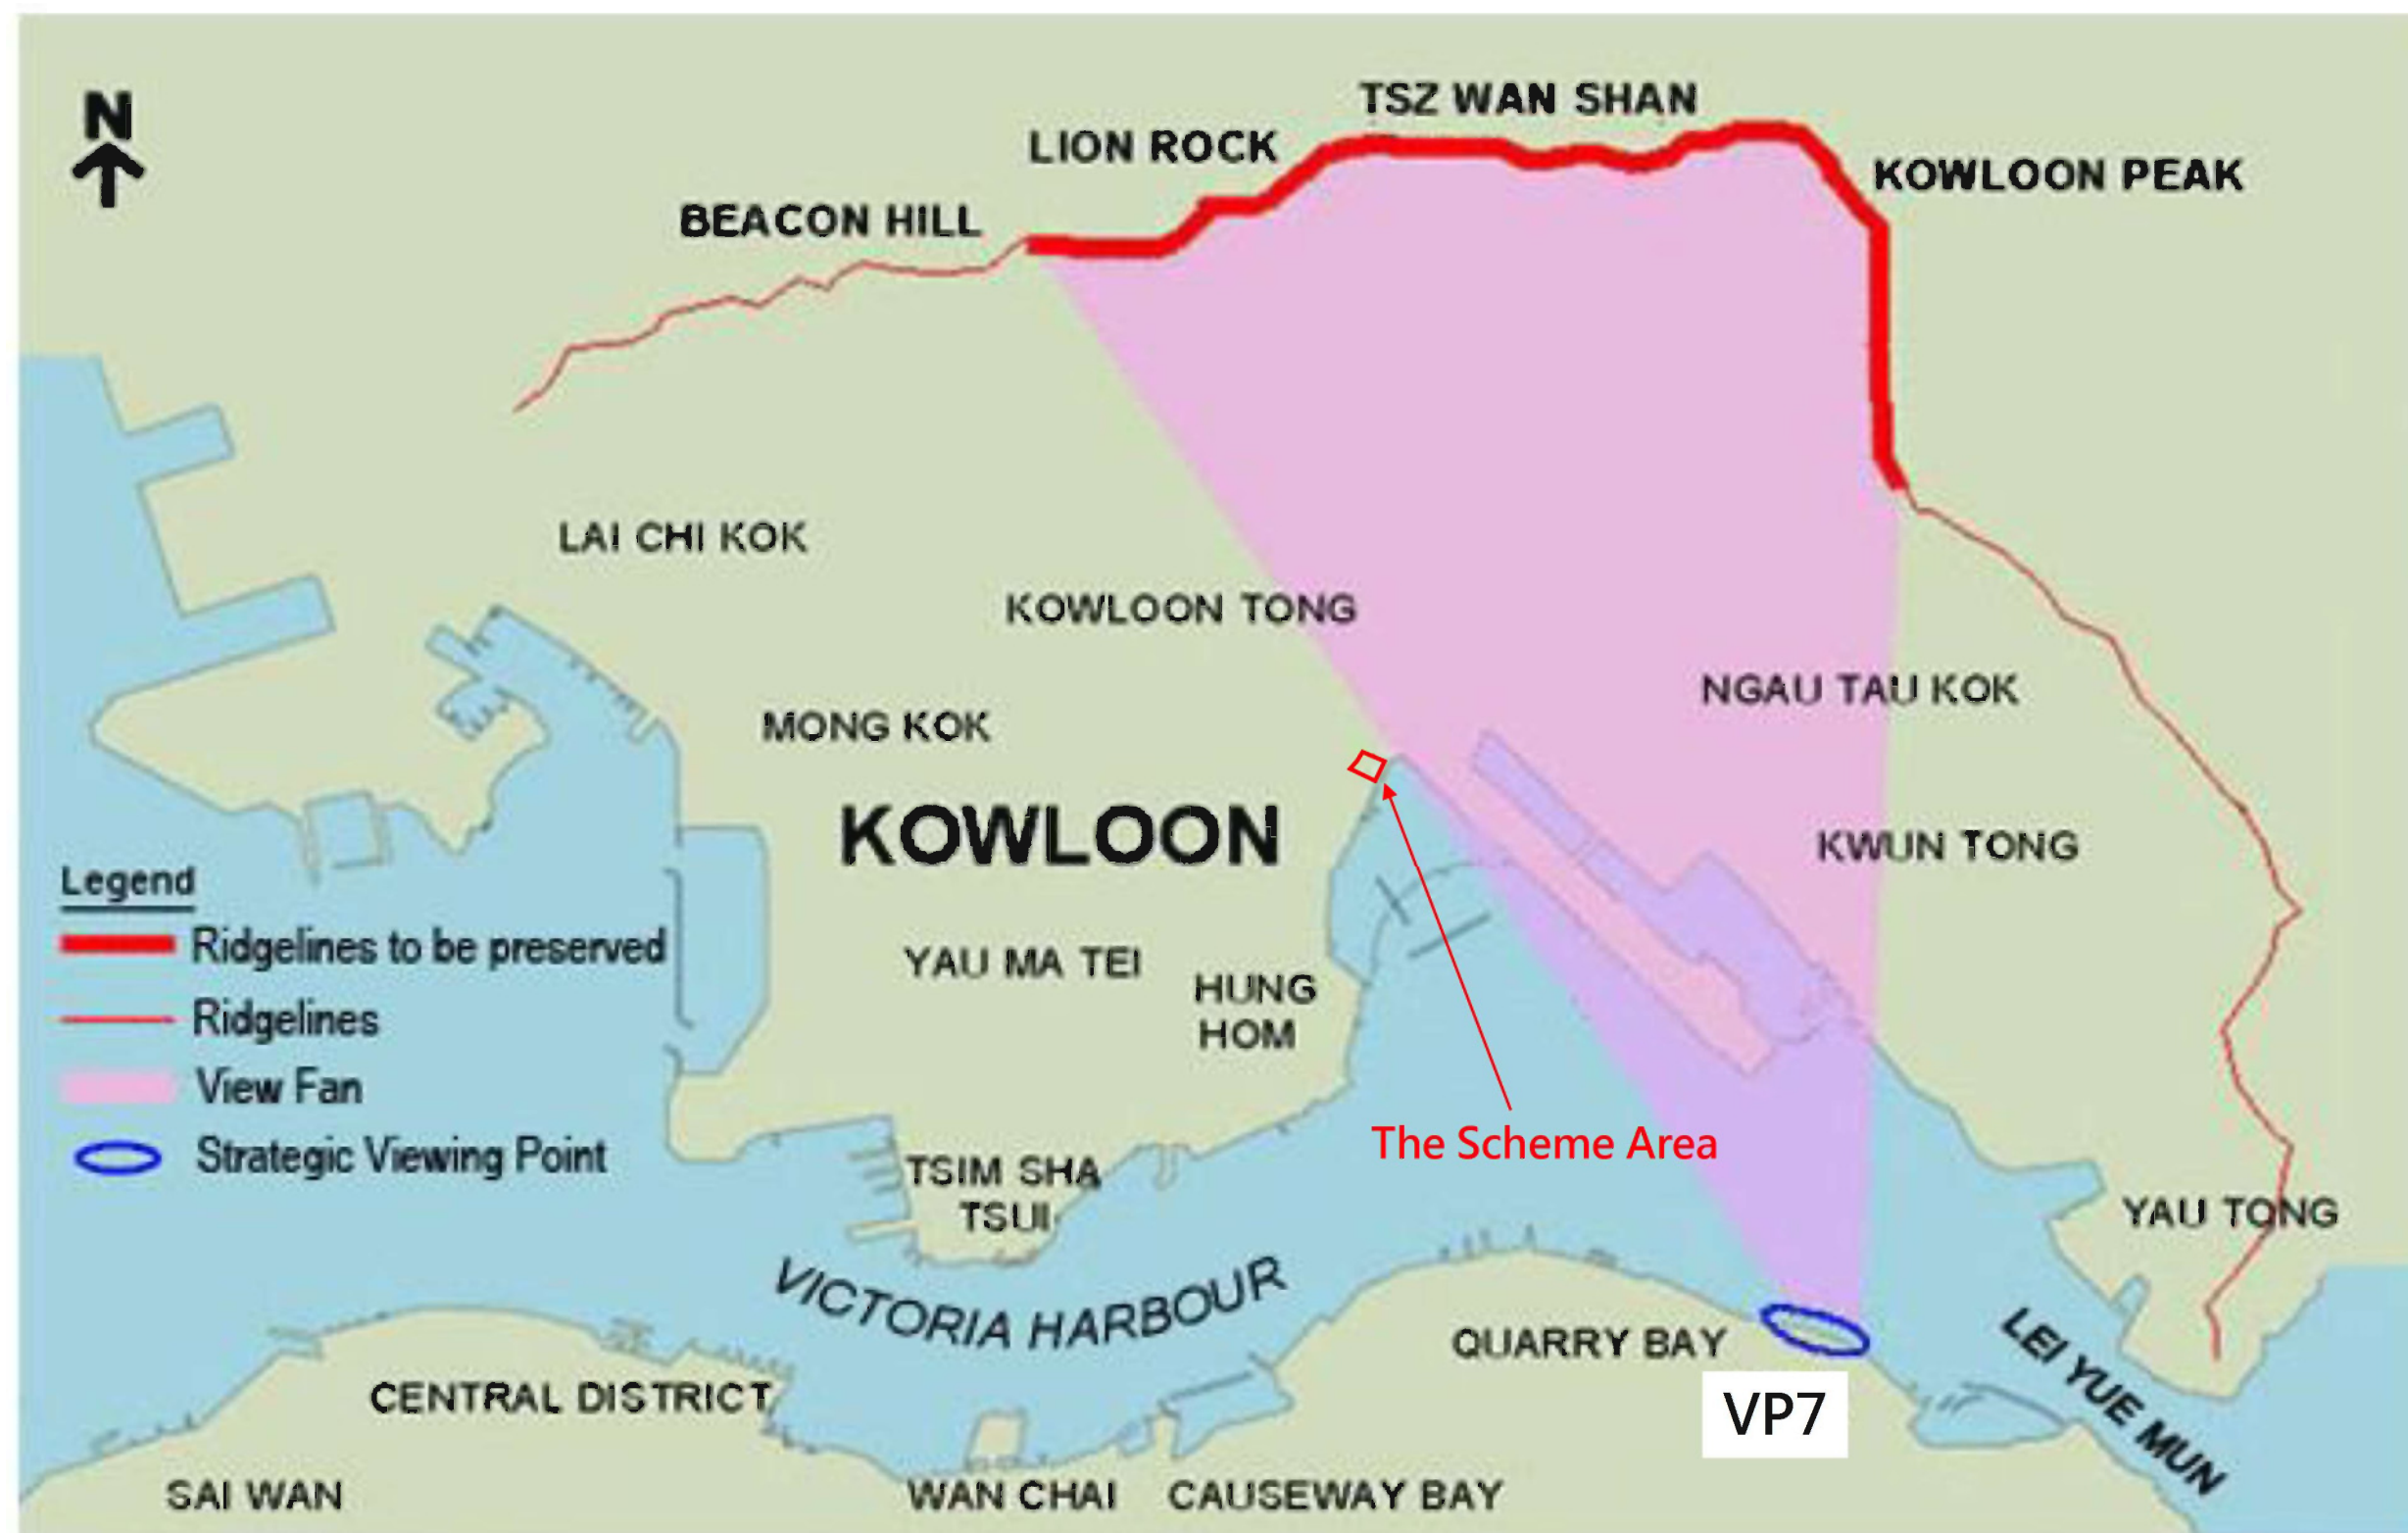 N
TSZ WAN SHAN
LION ROCK
KOWLOON PEAK
BEACON HILL
LAI CHI KOK
KOWLOON TONG
NGAU TAU KOK
MONG KOK
KOWLOON
KWUN TONG
Legend
Ridgelines to be preserved
Ridgelines
View Fan
Strategic Viewing Point
YAU MA TEI
HUNG
HOM
The Scheme Area
TSIM SHA
TSUI
YAU TONG
VICTORIA HARBOUR
QUARRY BAY
LEI YUE MUN
CENTRAL DISTRICT
VP7
SAI WAN
WAN CHAI
CAUSEWAY BAY